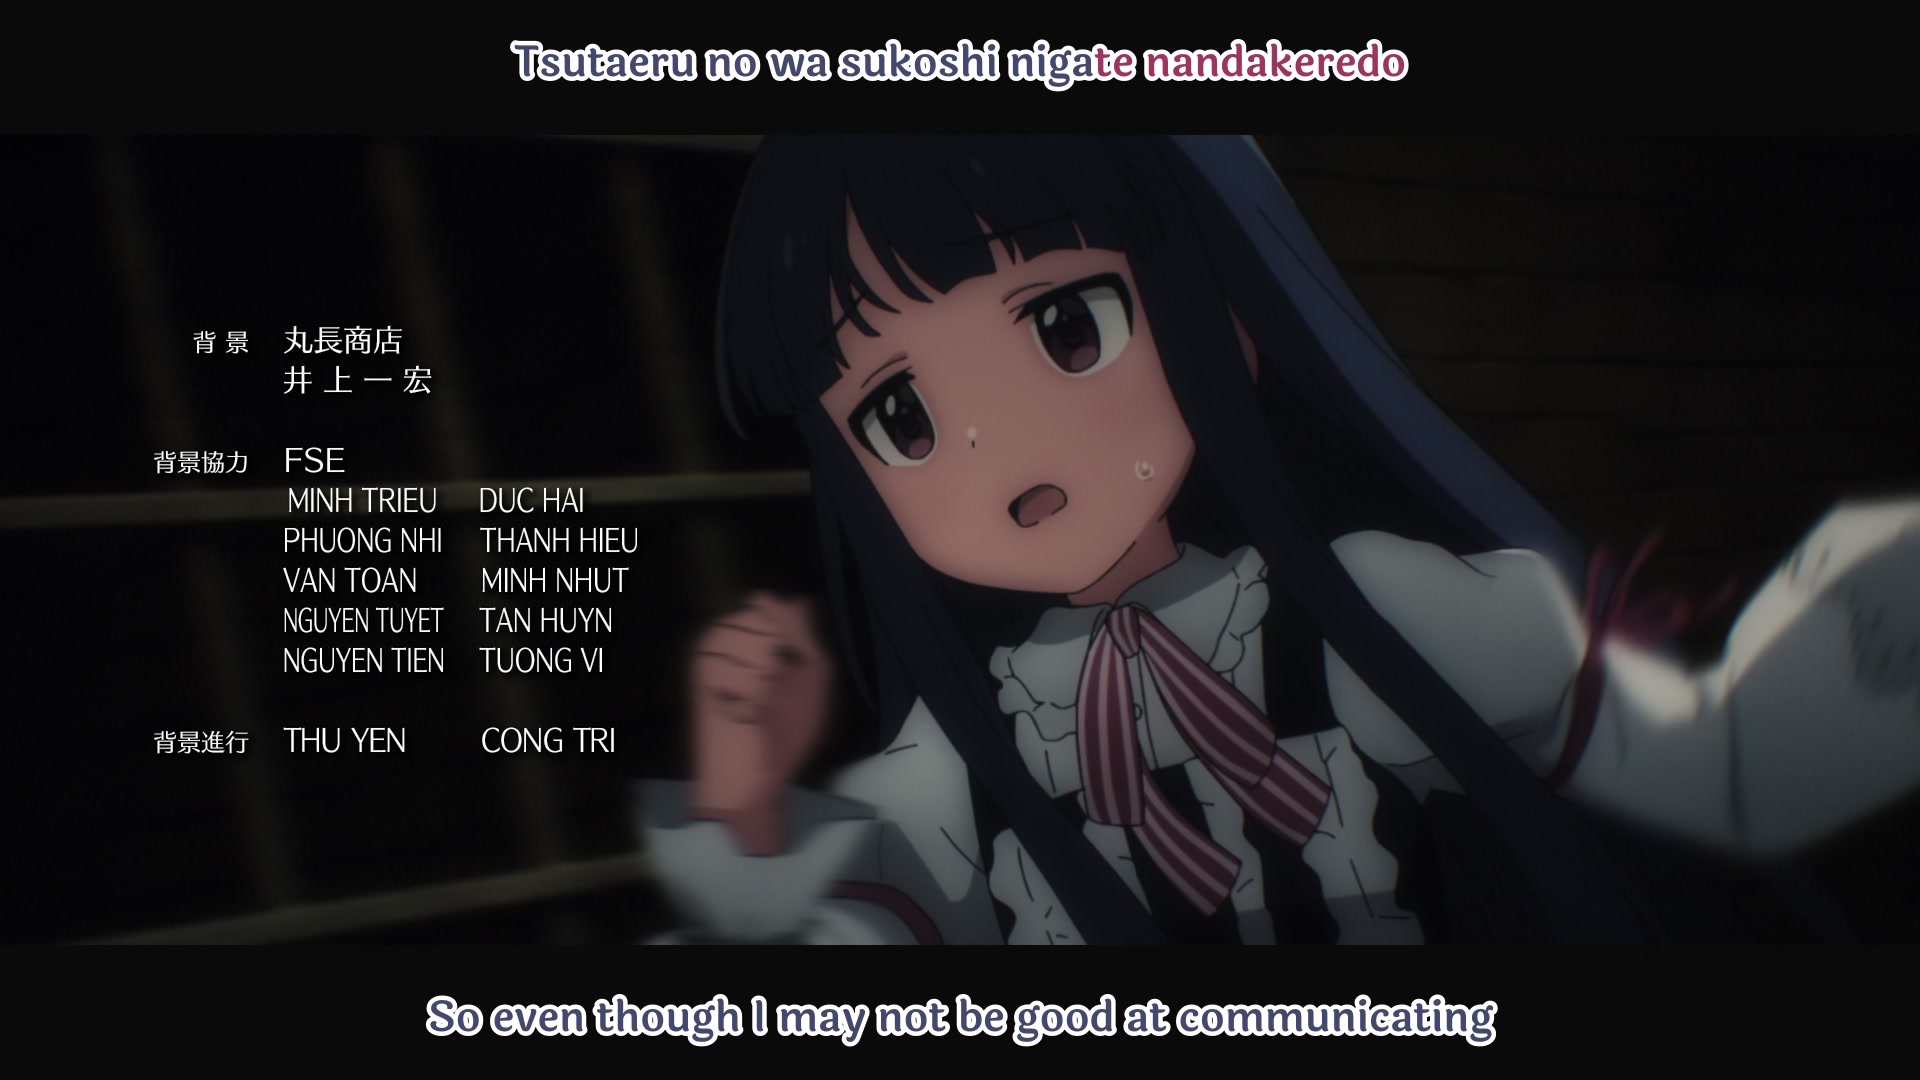 Tsutaeru no wa sukoshi nigate nandakeredo
背景 丸長商店
井上一宏
背景協力 FSE
MINH TRIEU DUC HAI
PHUONG NHI THANH HIEU
VAN TOAN MINH NHUT
NGUYEN TUYET TAN HUYN
NGUYEN TIEN TUONG VI
背景進行 THU YEN CONG TRI
So even though I may not be good at communicating